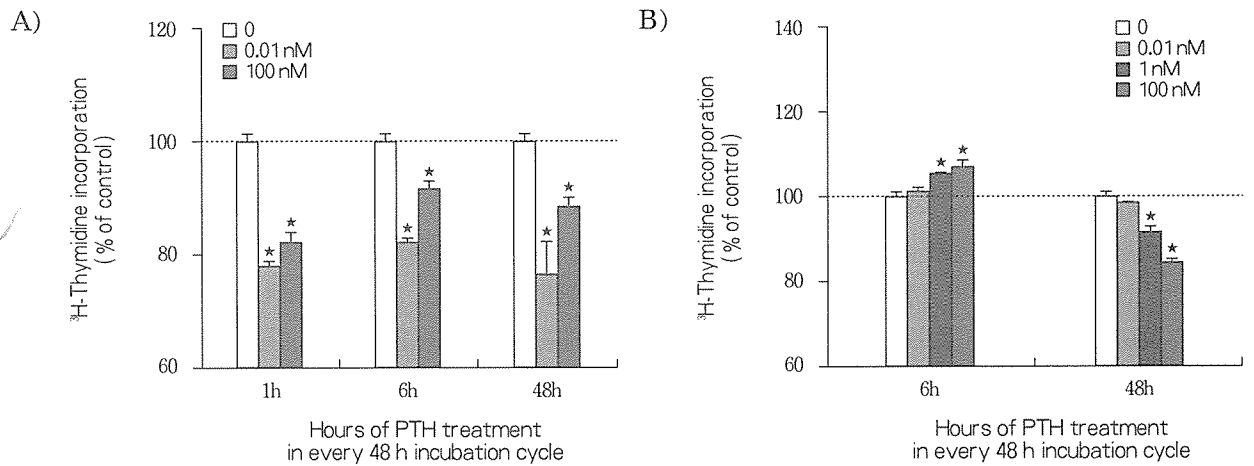 A)
120
0
0.01 nM
100 nM
³H-Thymidine incorporation
(% of control)
100
80
60
★
★
★
★
★
★
1h
6h
48h
Hours of PTH treatment
in every 48 h incubation cycle
B)
140
0
0.01 nM
1 nM
100 nM
³H-Thymidine incorporation
(% of control)
120
100
80
60
★
★
★
★
6h
48h
Hours of PTH treatment
in every 48 h incubation cycle